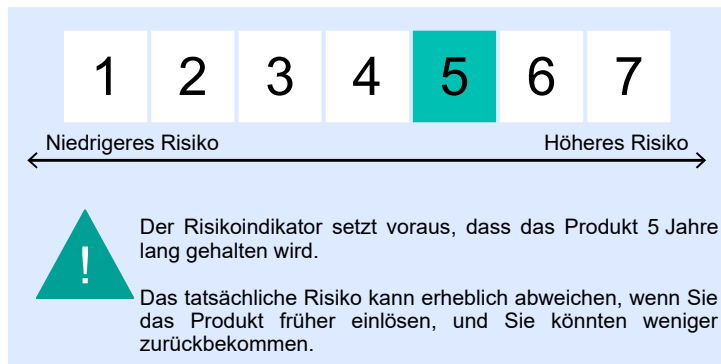 1 2 3 4 5 6 7
Niedrigeres Risiko Höheres Risiko
!
Der Risikoindikator setzt voraus, dass das Produkt 5 Jahre
lang gehalten wird.
Das tatsächliche Risiko kann erheblich abweichen, wenn Sie
das Produkt früher einlösen, und Sie könnten weniger
zurückbekommen.